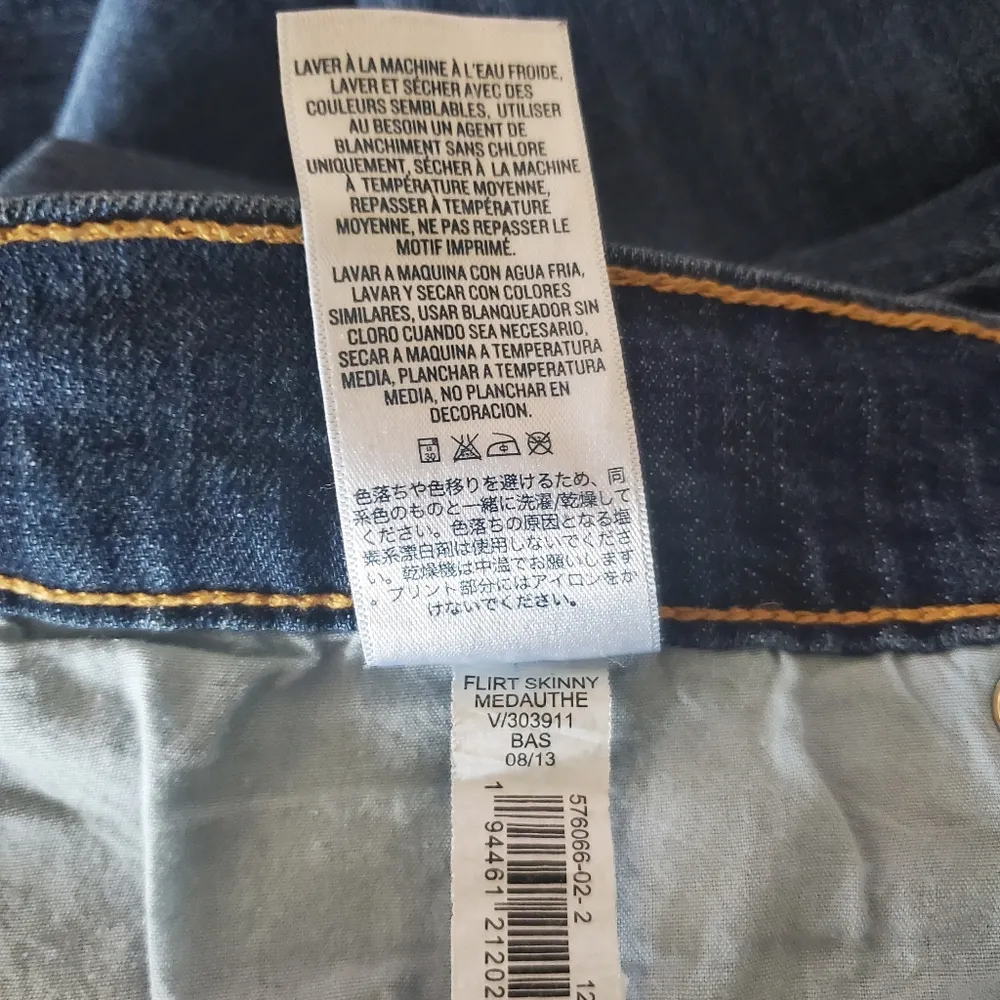 LAVER À LA MACHINE À L'EAU FROIDE,
LAVER ET SÉCHER AVEC DES
COULEURS SEMBLABLES, UTILISER
AU BESOIN UN AGENT DE
BLANCHIMENT SANS CHLORE
UNIQUEMENT, SÉCHER À LA MACHINE
À TEMPÉRATURE MOYENNE,
REPASSER À TEMPÉRATURE
MOYENNE, NE PAS REPASSER LE
MOTIF IMPRIMÉ.
LAVAR A MAQUINA CON AGUA FRIA,
LAVAR Y SECAR CON COLORES
SIMILARES, USAR BLANQUEADOR SIN
CLORO CUANDO SEA NECESARIO,
SECAR A MAQUINA A TEMPERATURA
MEDIA, PLANCHAR A TEMPERATURA
MEDIA, NO PLANCHAR EN
DECORACION.
30
色落ちや色移りを避けるため、同
系色のものと一緒に洗濯/乾燥して
ください。色落ちの原因となる塩
素系漂白剤は使用しないでくださ
い。乾燥機は中温でお願いします
。プリント部分にはアイロンをか
けないでください。
FLIRT SKINNY
MEDAUTHE
V/303911
BAS
08/13
576066-02- 2 12
1 94461 21202